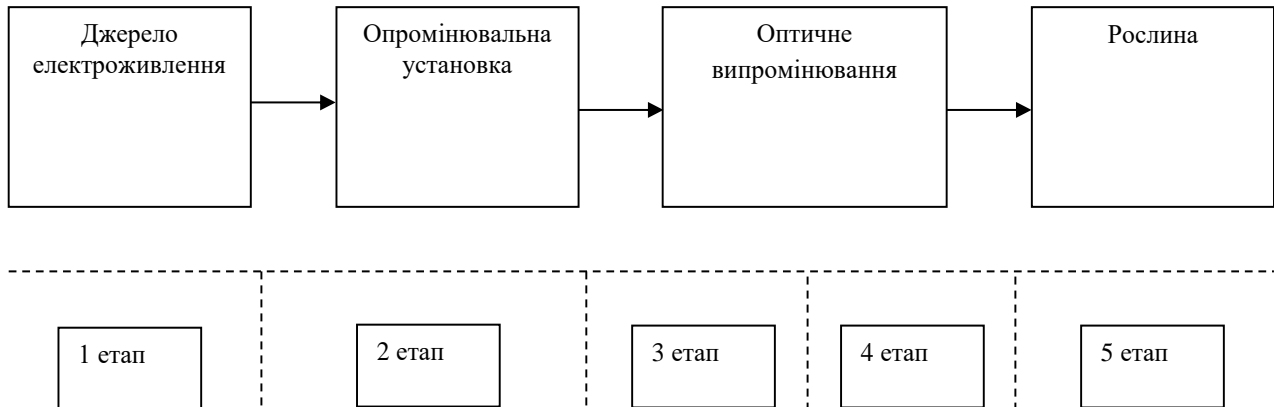 Джерело
електроживлення
Опромінювальна
установка
Оптичне
випромінювання
Рослина
1 етап
2 етап
3 етап
4 етап
5 етап